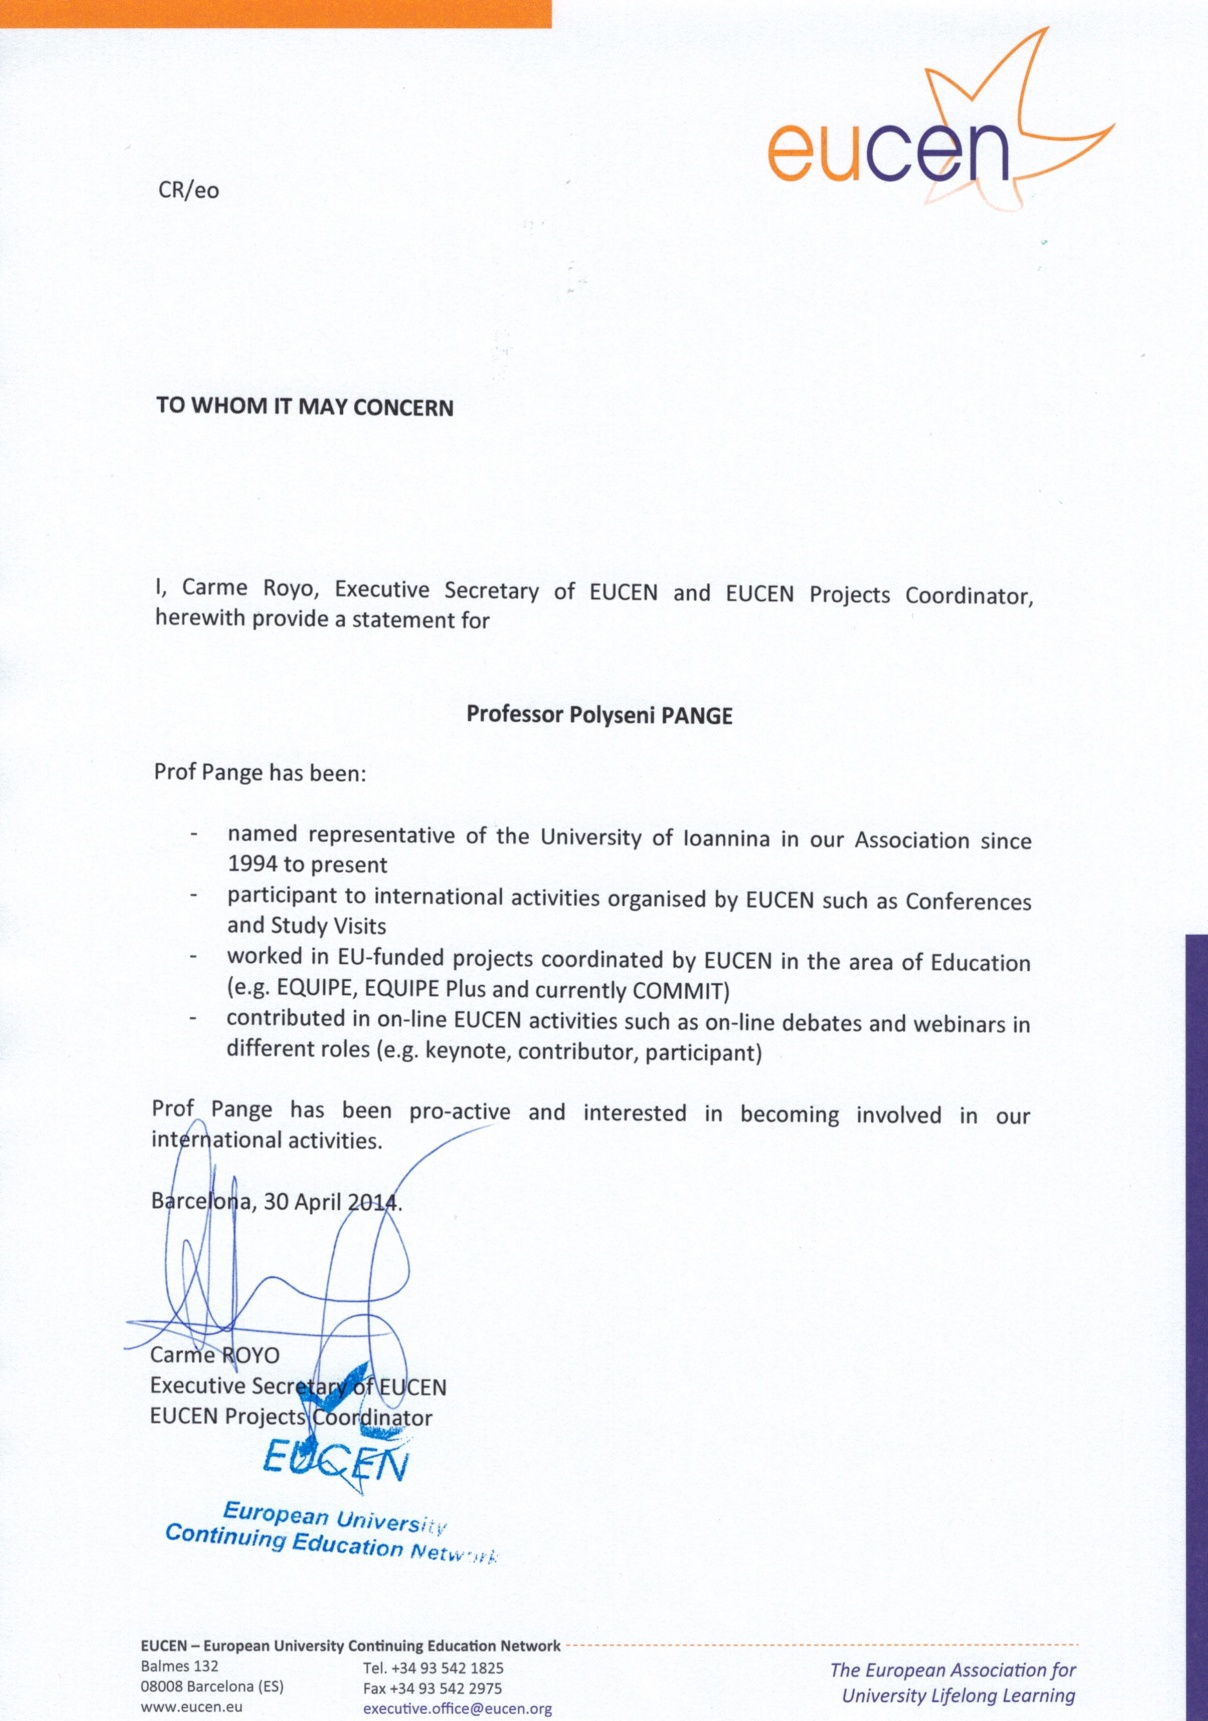 eucen
CR/eo
TO WHOM IT MAY CONCERN
I, Carme Royo, Executive Secretary of EUCEN and EUCEN Projects Coordinator,
herewith provide a statement for
Professor Polyseni PANGE
Prof Pange has been:
- named representative of the University of Ioannina in our Association since
1994 to present
- participant to international activities organised by EUCEN such as Conferences
and Study Visits
- worked in EU-funded projects coordinated by EUCEN in the area of Education
(e.g. EQUIPE, EQUIPE Plus and currently COMMIT)
- contributed in on-line EUCEN activities such as on-line debates and webinars in
different roles (e.g. keynote, contributor, participant)
Prof Pange has been pro-active and interested in becoming involved in our
international activities.
Barcelona, 30 April 2014.
Carme ROYO
Executive Secretary of EUCEN
EUCEN Projects Coordinator
EUCEN
European University
Continuing Education Network
EUCEN – European University Continuing Education Network
Balmes 132 Tel. +34 93 542 1825
08008 Barcelona (ES) Fax +34 93 542 2975
www.eucen.eu executive.office@eucen.org
The European Association for
University Lifelong Learning